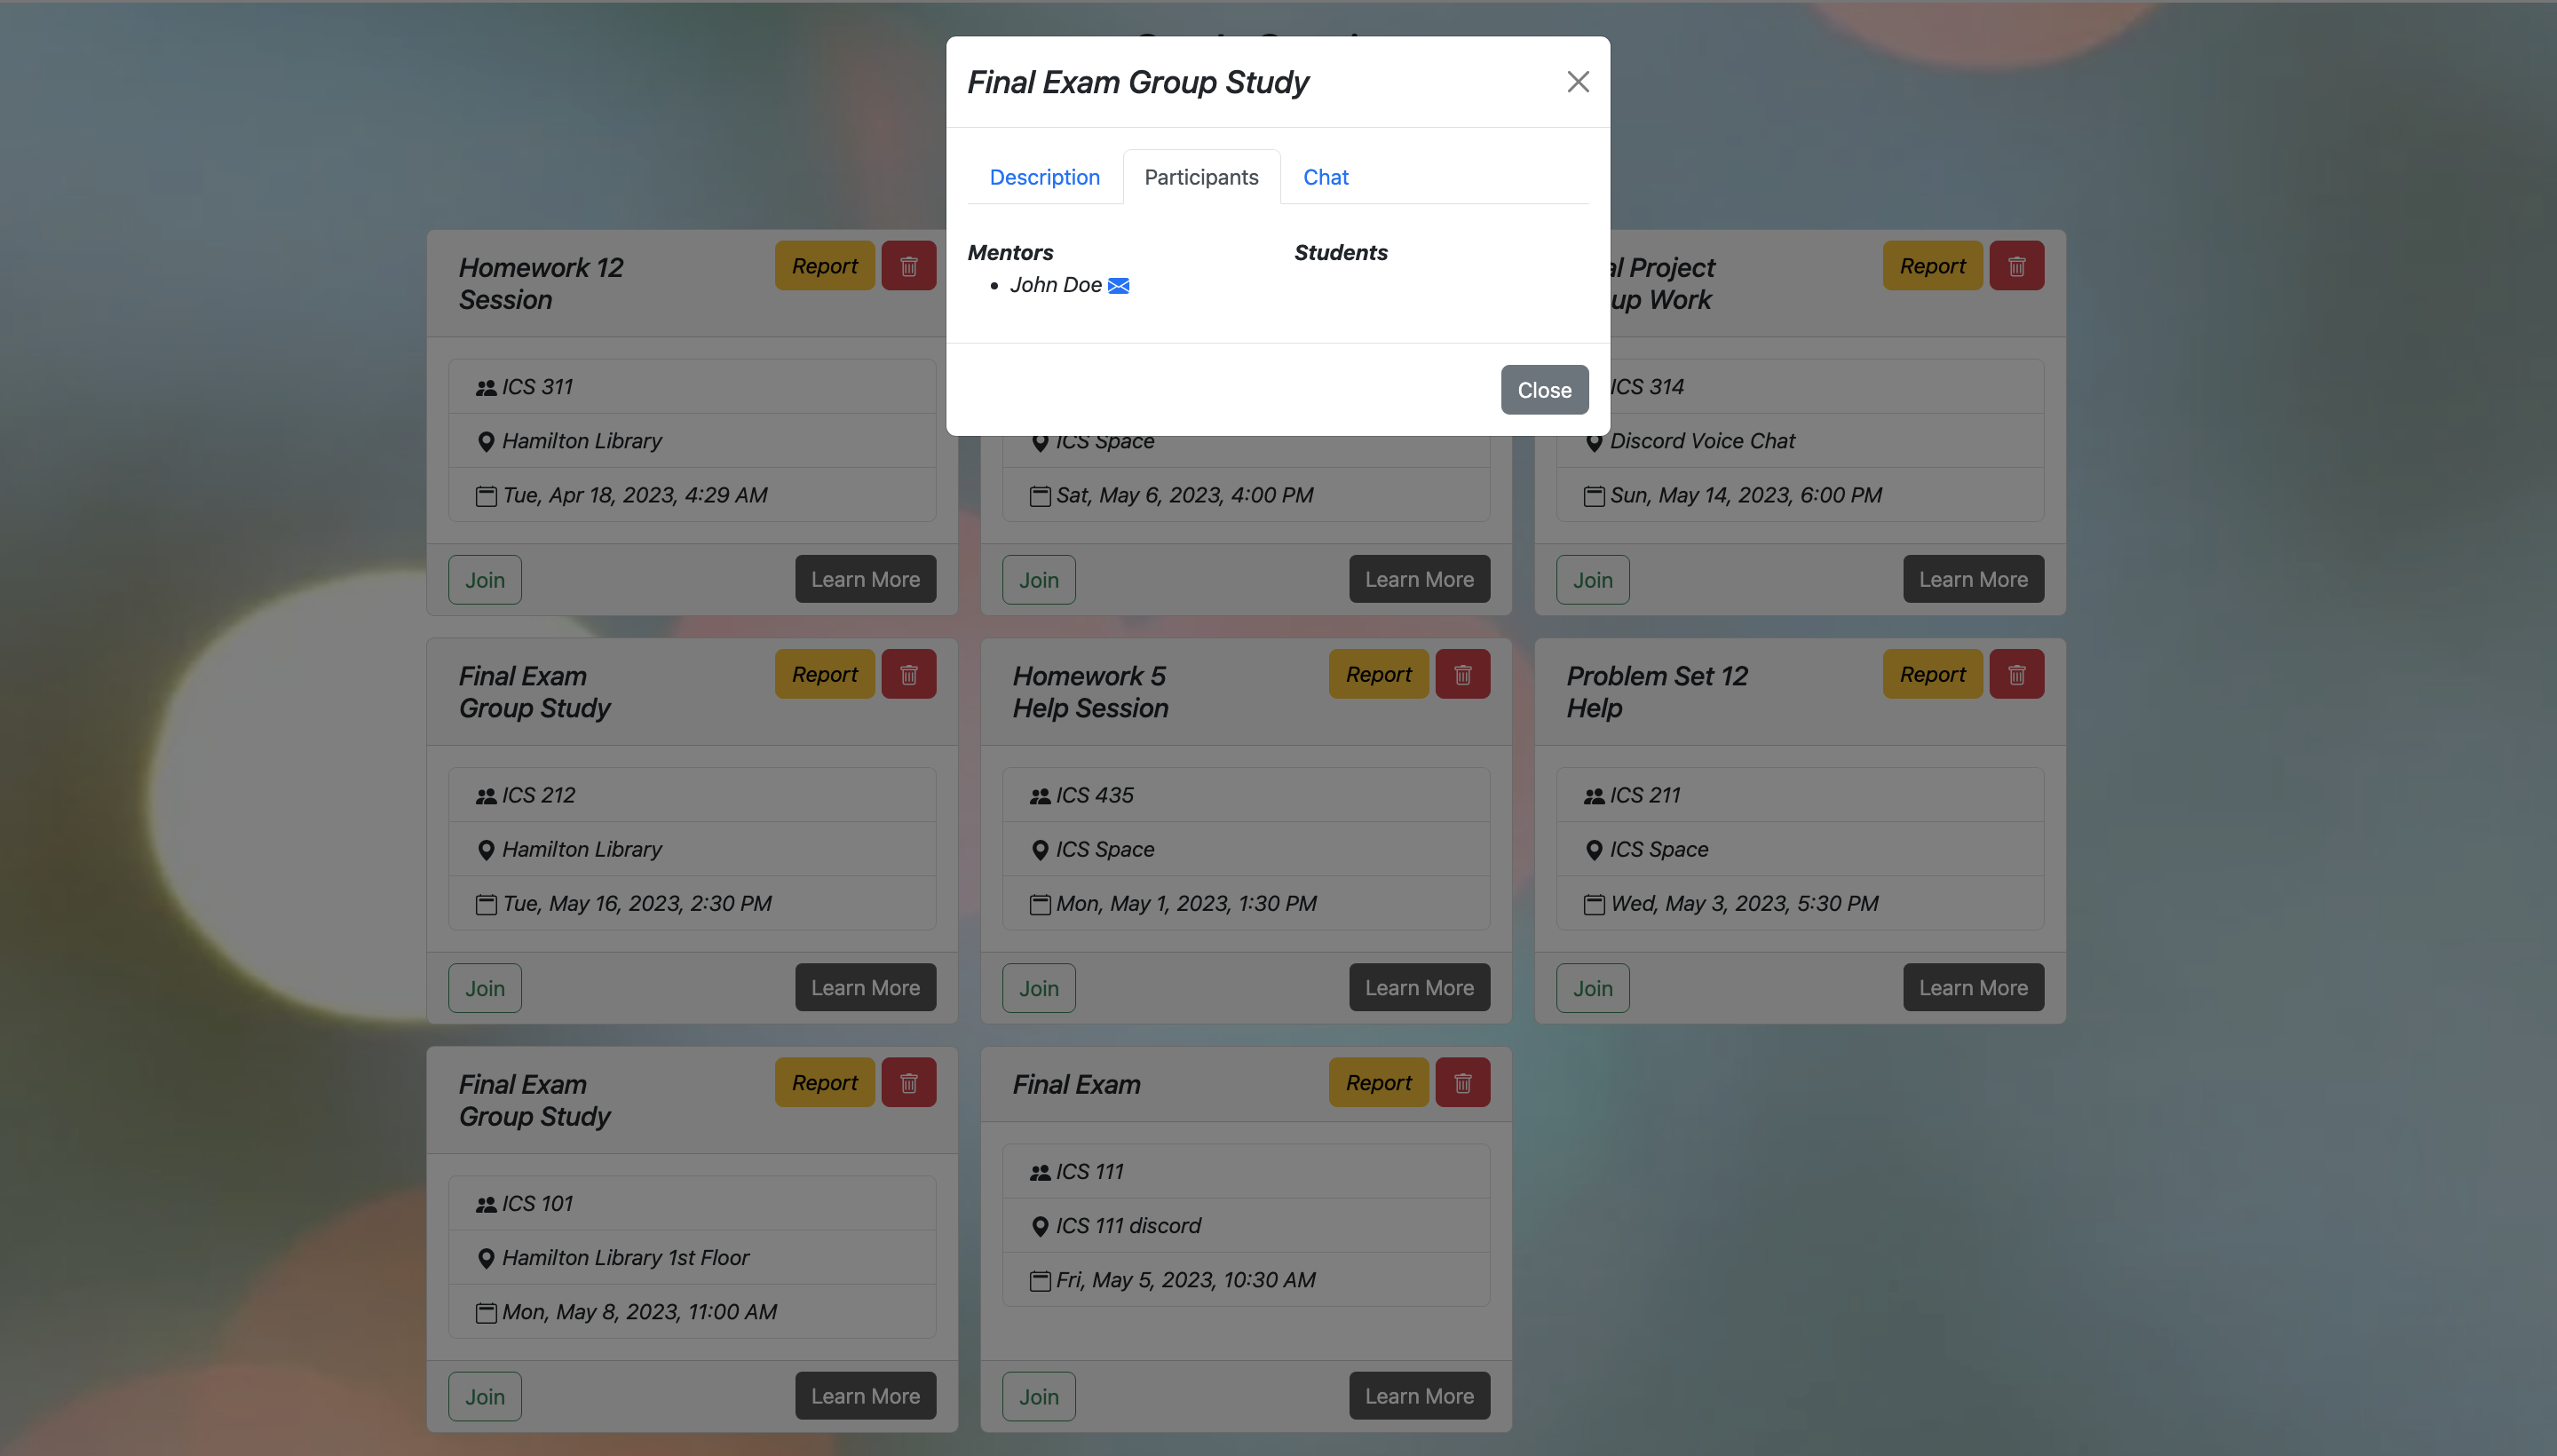 Final Exam Group Study
Description
Participants
Chat
Mentors
Students
John Doe
Close
Homework 12
Session
Report
ICS 311
Hamilton Library
Tue, Apr 18, 2023, 4:29 AM
Join
Learn More
ICS Space
Sat, May 6, 2023, 4:00 PM
Join
Learn More
al Project
up Work
Report
ICS 314
Discord Voice Chat
Sun, May 14, 2023, 6:00 PM
Join
Learn More
Final Exam
Group Study
Report
ICS 212
Hamilton Library
Tue, May 16, 2023, 2:30 PM
Join
Learn More
Homework 5
Help Session
Report
ICS 435
ICS Space
Mon, May 1, 2023, 1:30 PM
Join
Learn More
Problem Set 12
Help
Report
ICS 211
ICS Space
Wed, May 3, 2023, 5:30 PM
Join
Learn More
Final Exam
Group Study
Report
ICS 101
Hamilton Library 1st Floor
Mon, May 8, 2023, 11:00 AM
Join
Learn More
Final Exam
Report
ICS 111
ICS 111 discord
Fri, May 5, 2023, 10:30 AM
Join
Learn More